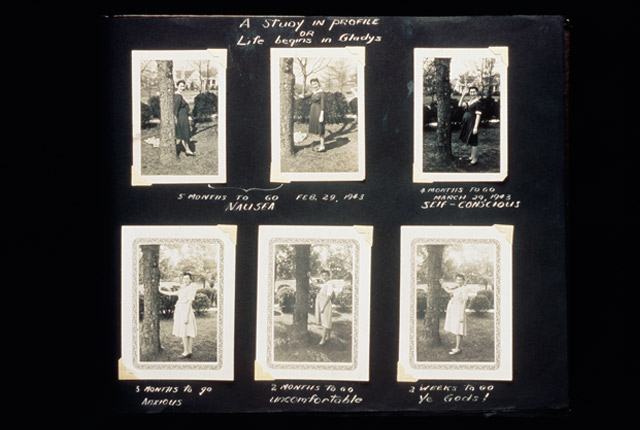 A STUDY IN PROFILE
OR
Life begins in Gladys
5 MONTHS TO GO FEB. 29, 1943
NAUSEA
4 MONTHS TO GO
MARCH 29, 1943
SELF-CONSCIOUS
3 MONTHS TO go
ANXIOUS
2 MONTHS TO GO
uncomfortable
2 WEEKS TO GO
Ye Gods!